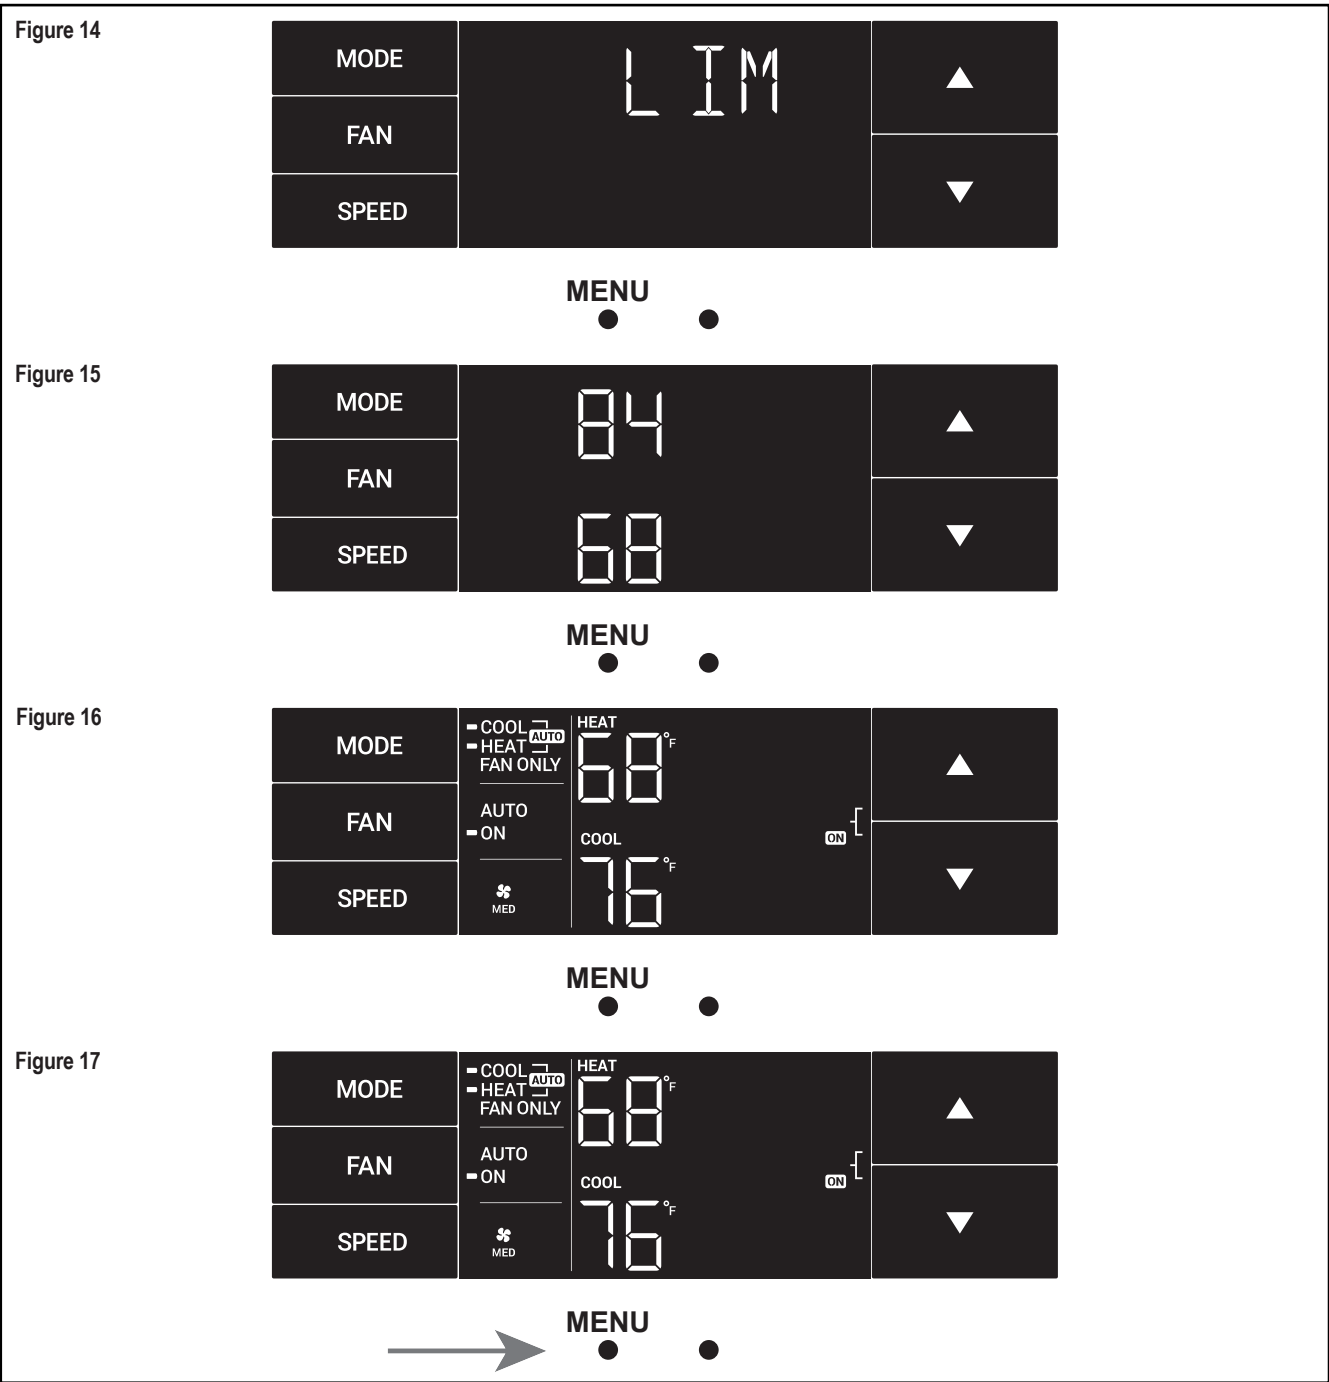 Figure 14
MODE
FAN
SPEED
LIM
MENU
Figure 15
MODE
FAN
SPEED
84
68
MENU
Figure 16
MODE
FAN
SPEED
COOL
HEAT
AUTO
FAN ONLY
AUTO
ON
MED
HEAT
68°F
COOL
76°F
ON
MENU
Figure 17
MODE
FAN
SPEED
COOL
HEAT
AUTO
FAN ONLY
AUTO
ON
MED
HEAT
68°F
COOL
76°F
ON
MENU